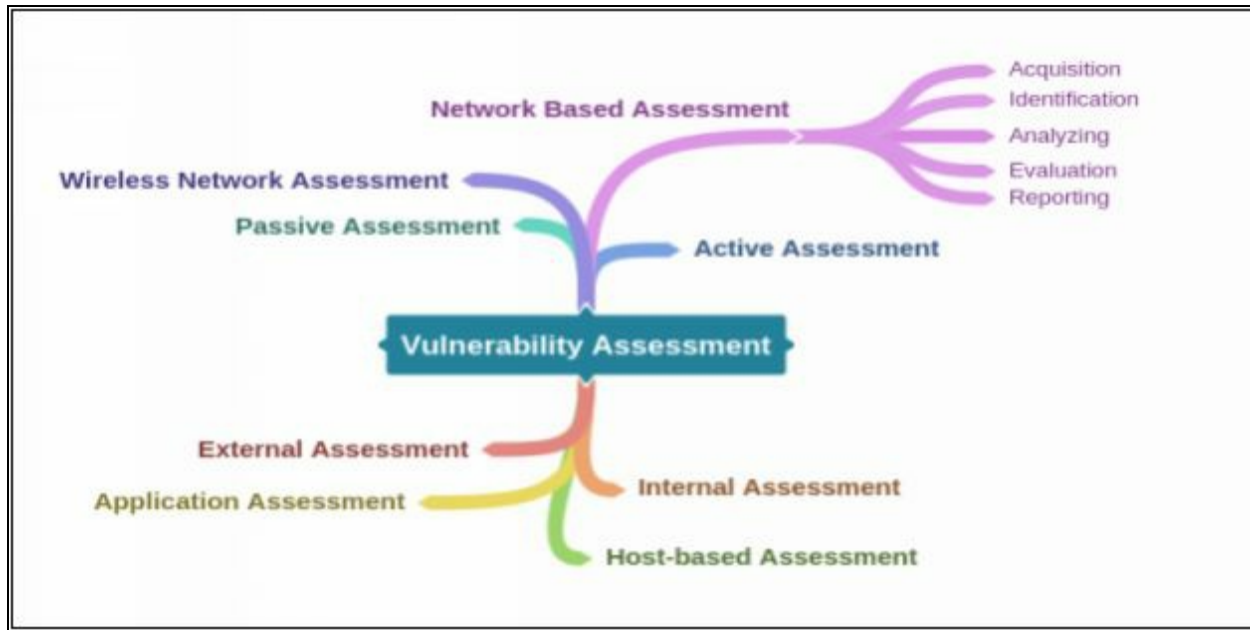 Acquisition
Network Based Assessment
Identification
Analyzing
Evaluation
Reporting
Wireless Network Assessment
Passive Assessment
Active Assessment
Vulnerability Assessment
External Assessment
Internal Assessment
Application Assessment
Host-based Assessment